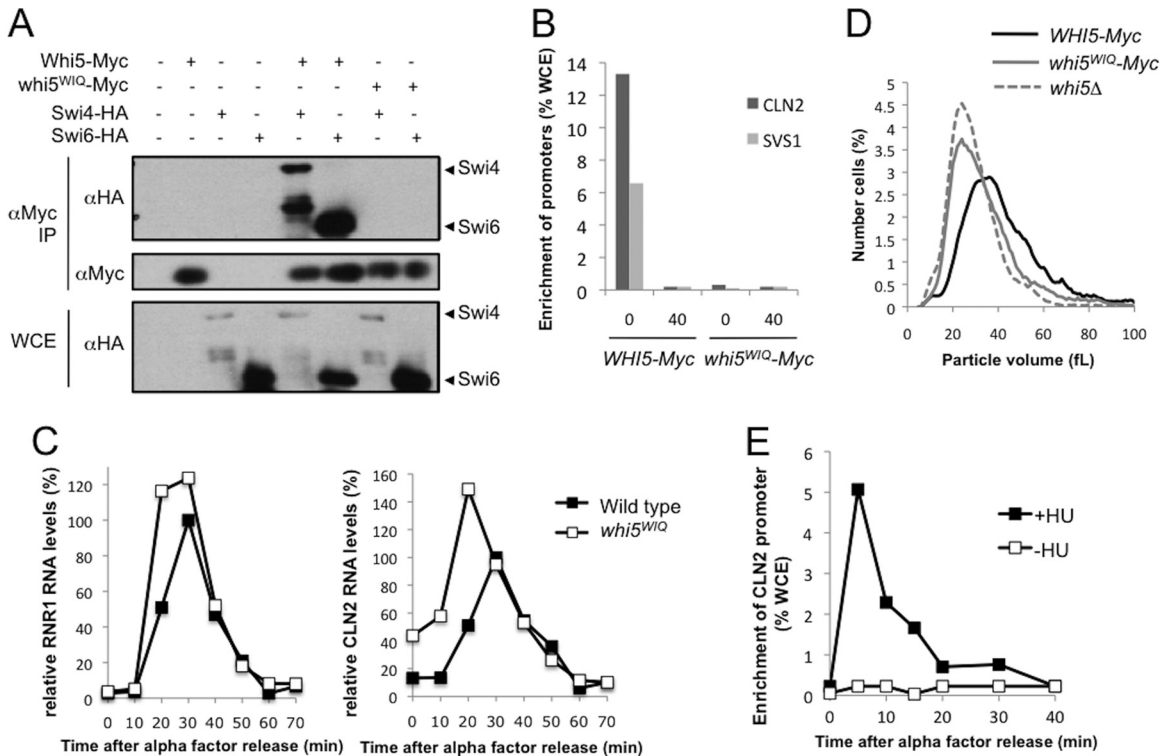 A
Whi5-Myc - + - - + + - -
whi5WIQ-Myc - - - - - - + +
Swi4-HA - - + - + - + -
Swi6-HA - - - + - + - +
αMyc IP
αHA
◄Swi4
◄Swi6
αMyc
WCE
αHA
◄Swi4
◄Swi6
B
Enrichment of promoters (% WCE)
14
12
10
8
6
4
2
0
CLN2
SVS1
0 40 0 40
WHI5-Myc whi5WIQ-Myc
D
WHI5-Myc
whi5WIQ-Myc
whi5Δ
Number cells (%)
5
4.5
4
3.5
3
2.5
2
1.5
1
0.5
0
0 20 40 60 80 100
Particle volume (fL)
C
relative RNR1 RNA levels (%)
120
100
80
60
40
20
0
0 10 20 30 40 50 60 70
Time after alpha factor release (min)
relative CLN2 RNA levels (%)
160
140
120
100
80
60
40
20
0
0 10 20 30 40 50 60 70
Time after alpha factor release (min)
Wild type
whi5WIQ
E
Enrichment of CLN2 promoter
(% WCE)
6
5
4
3
2
1
0
0 10 20 30 40
Time after alpha factor release (min)
+HU
-HU